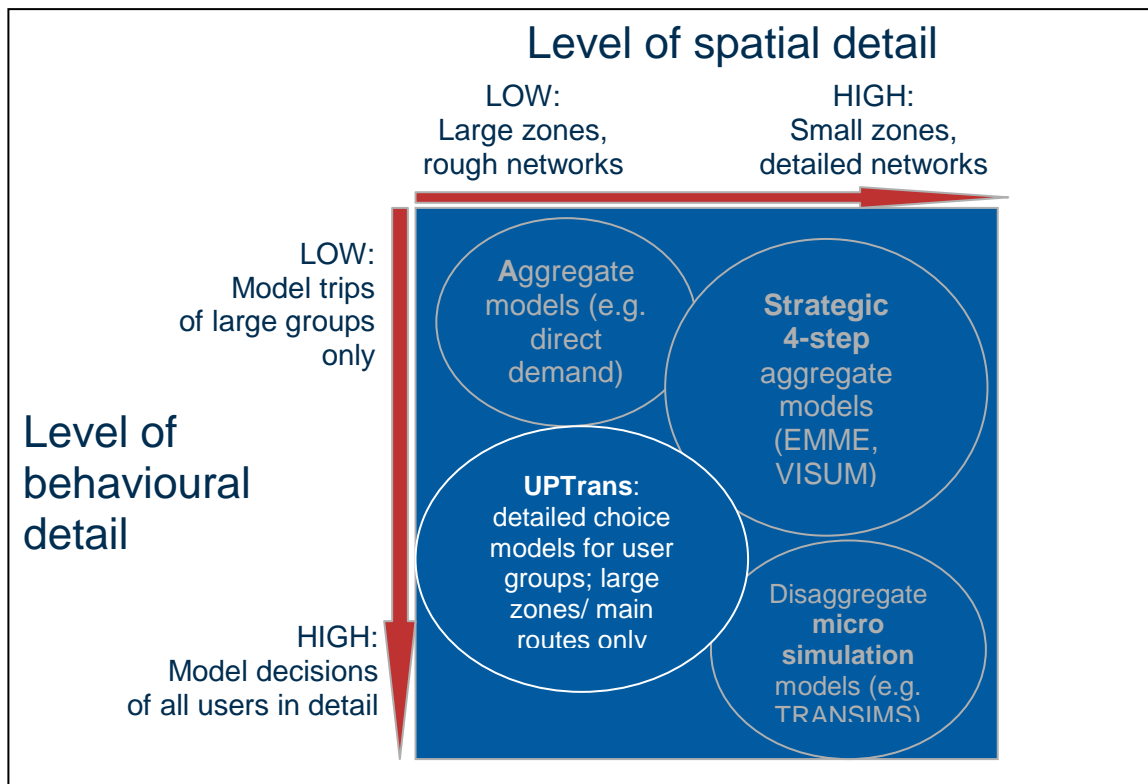 Level of spatial detail
LOW:
Large zones,
rough networks
HIGH:
Small zones,
detailed networks
LOW:
Model trips
of large groups
only
Level of
behavioural
detail
HIGH:
Model decisions
of all users in detail
Aggregate
models (e.g.
direct
demand)
Strategic
4-step
aggregate
models
(EMME,
VISUM)
UPTrans:
detailed choice
models for user
groups; large
zones/ main
routes only
Disaggregate
micro
simulation
models (e.g.
TRANSIMS)